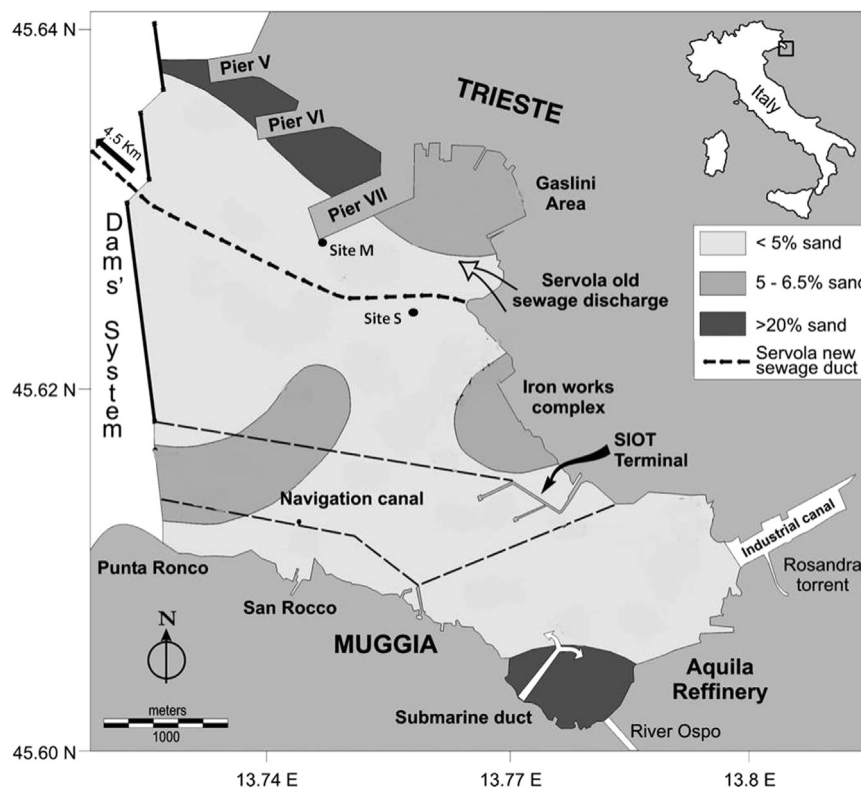 45.64 N
45.62 N
45.60 N
13.74 E
13.77 E
13.8 E
Pier V
Pier VI
Pier VII
TRIESTE
Italy
4.5 Km
Gaslini
Area
Site M
Servola old
sewage discharge
Site S
Dams' System
< 5% sand
5 - 6.5% sand
>20% sand
Servola new
sewage duct
Iron works
complex
SIOT
Terminal
Navigation canal
Industrial canal
Rosandra
torrent
Punta Ronco
San Rocco
MUGGIA
N
Aquila
Reffinery
Submarine duct
River Ospo
meters
1000